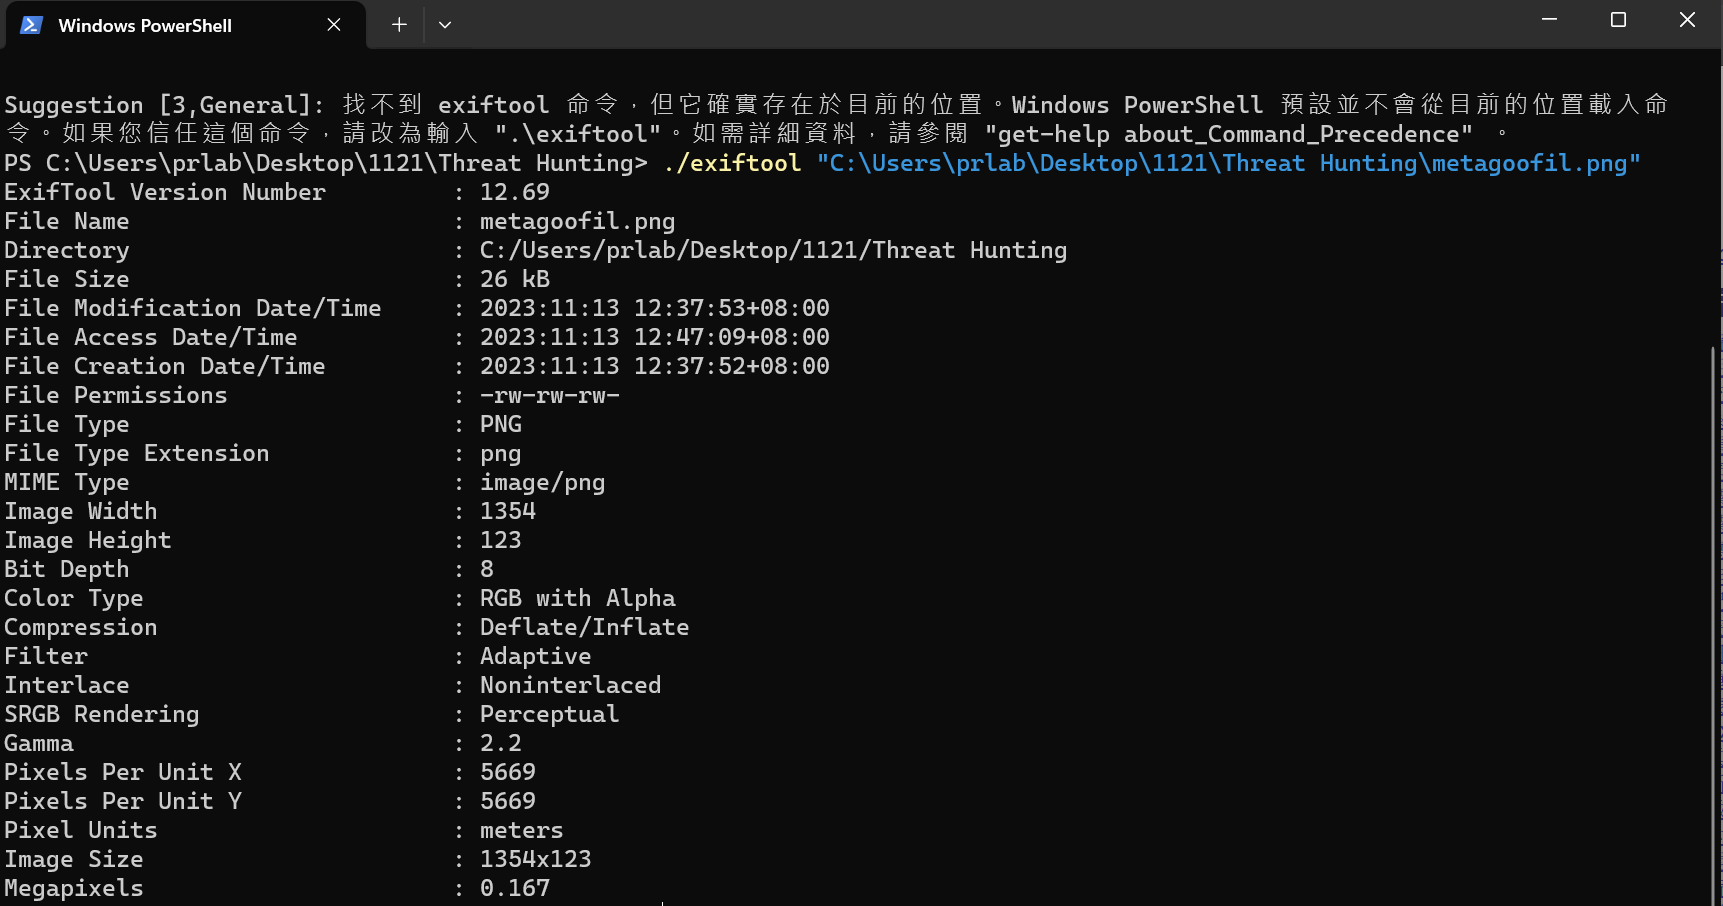 Windows PowerShell
Suggestion [3,General]: 找不到 exiftool 命令，但它確實存在於目前的位置。Windows PowerShell 預設並不會從目前的位置載入命
令。如果您信任這個命令，請改為輸入 ".\exiftool"。如需詳細資料，請參閱 "get-help about_Command_Precedence" 。
PS C:\Users\prlab\Desktop\1121\Threat Hunting> ./exiftool "C:\Users\prlab\Desktop\1121\Threat Hunting\metagoofil.png"
ExifTool Version Number : 12.69
File Name : metagoofil.png
Directory : C:/Users/prlab/Desktop/1121/Threat Hunting
File Size : 26 kB
File Modification Date/Time : 2023:11:13 12:37:53+08:00
File Access Date/Time : 2023:11:13 12:47:09+08:00
File Creation Date/Time : 2023:11:13 12:37:52+08:00
File Permissions : -rw-rw-rw-
File Type : PNG
File Type Extension : png
MIME Type : image/png
Image Width : 1354
Image Height : 123
Bit Depth : 8
Color Type : RGB with Alpha
Compression : Deflate/Inflate
Filter : Adaptive
Interlace : Noninterlaced
SRGB Rendering : Perceptual
Gamma : 2.2
Pixels Per Unit X : 5669
Pixels Per Unit Y : 5669
Pixel Units : meters
Image Size : 1354x123
Megapixels : 0.167